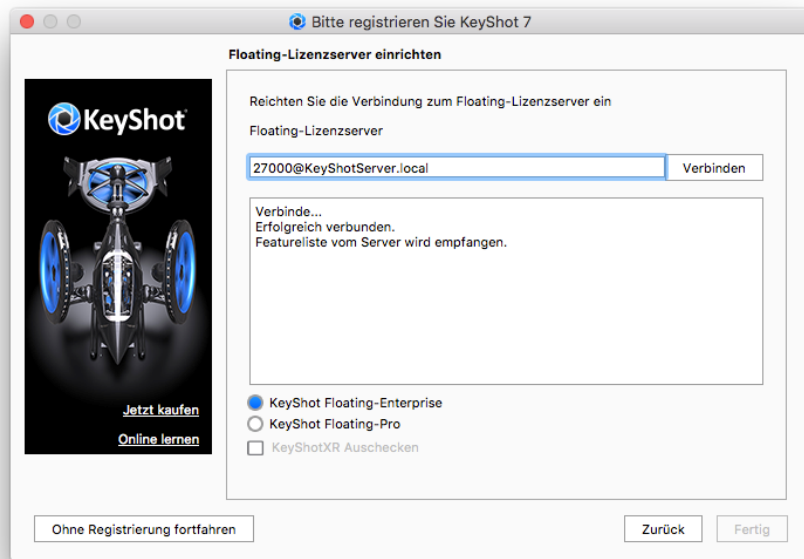 Bitte registrieren Sie KeyShot 7
Floating-Lizenzserver einrichten
KeyShot
Jetzt kaufen
Online lernen
Reichten Sie die Verbindung zum Floating-Lizenzserver ein
Floating-Lizenzserver
27000@KeyShotServer.local
Verbinden
Verbinde...
Erfolgreich verbunden.
Featureliste vom Server wird empfangen.
KeyShot Floating-Enterprise
KeyShot Floating-Pro
KeyShotXR Auschecken
Ohne Registrierung fortfahren
Zurück
Fertig